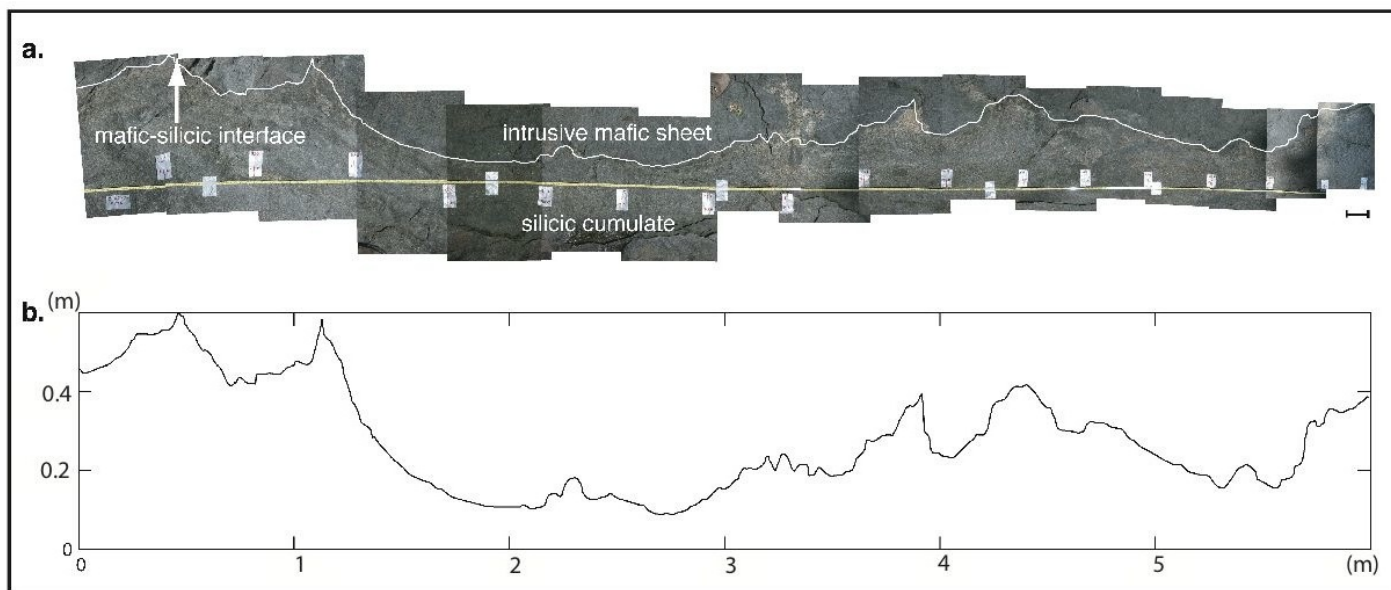 a.
mafic-silicic interface
intrusive mafic sheet
silicic cumulate
b.
(m)
0.4
0.2
0
0 1 2 3 4 5 (m)